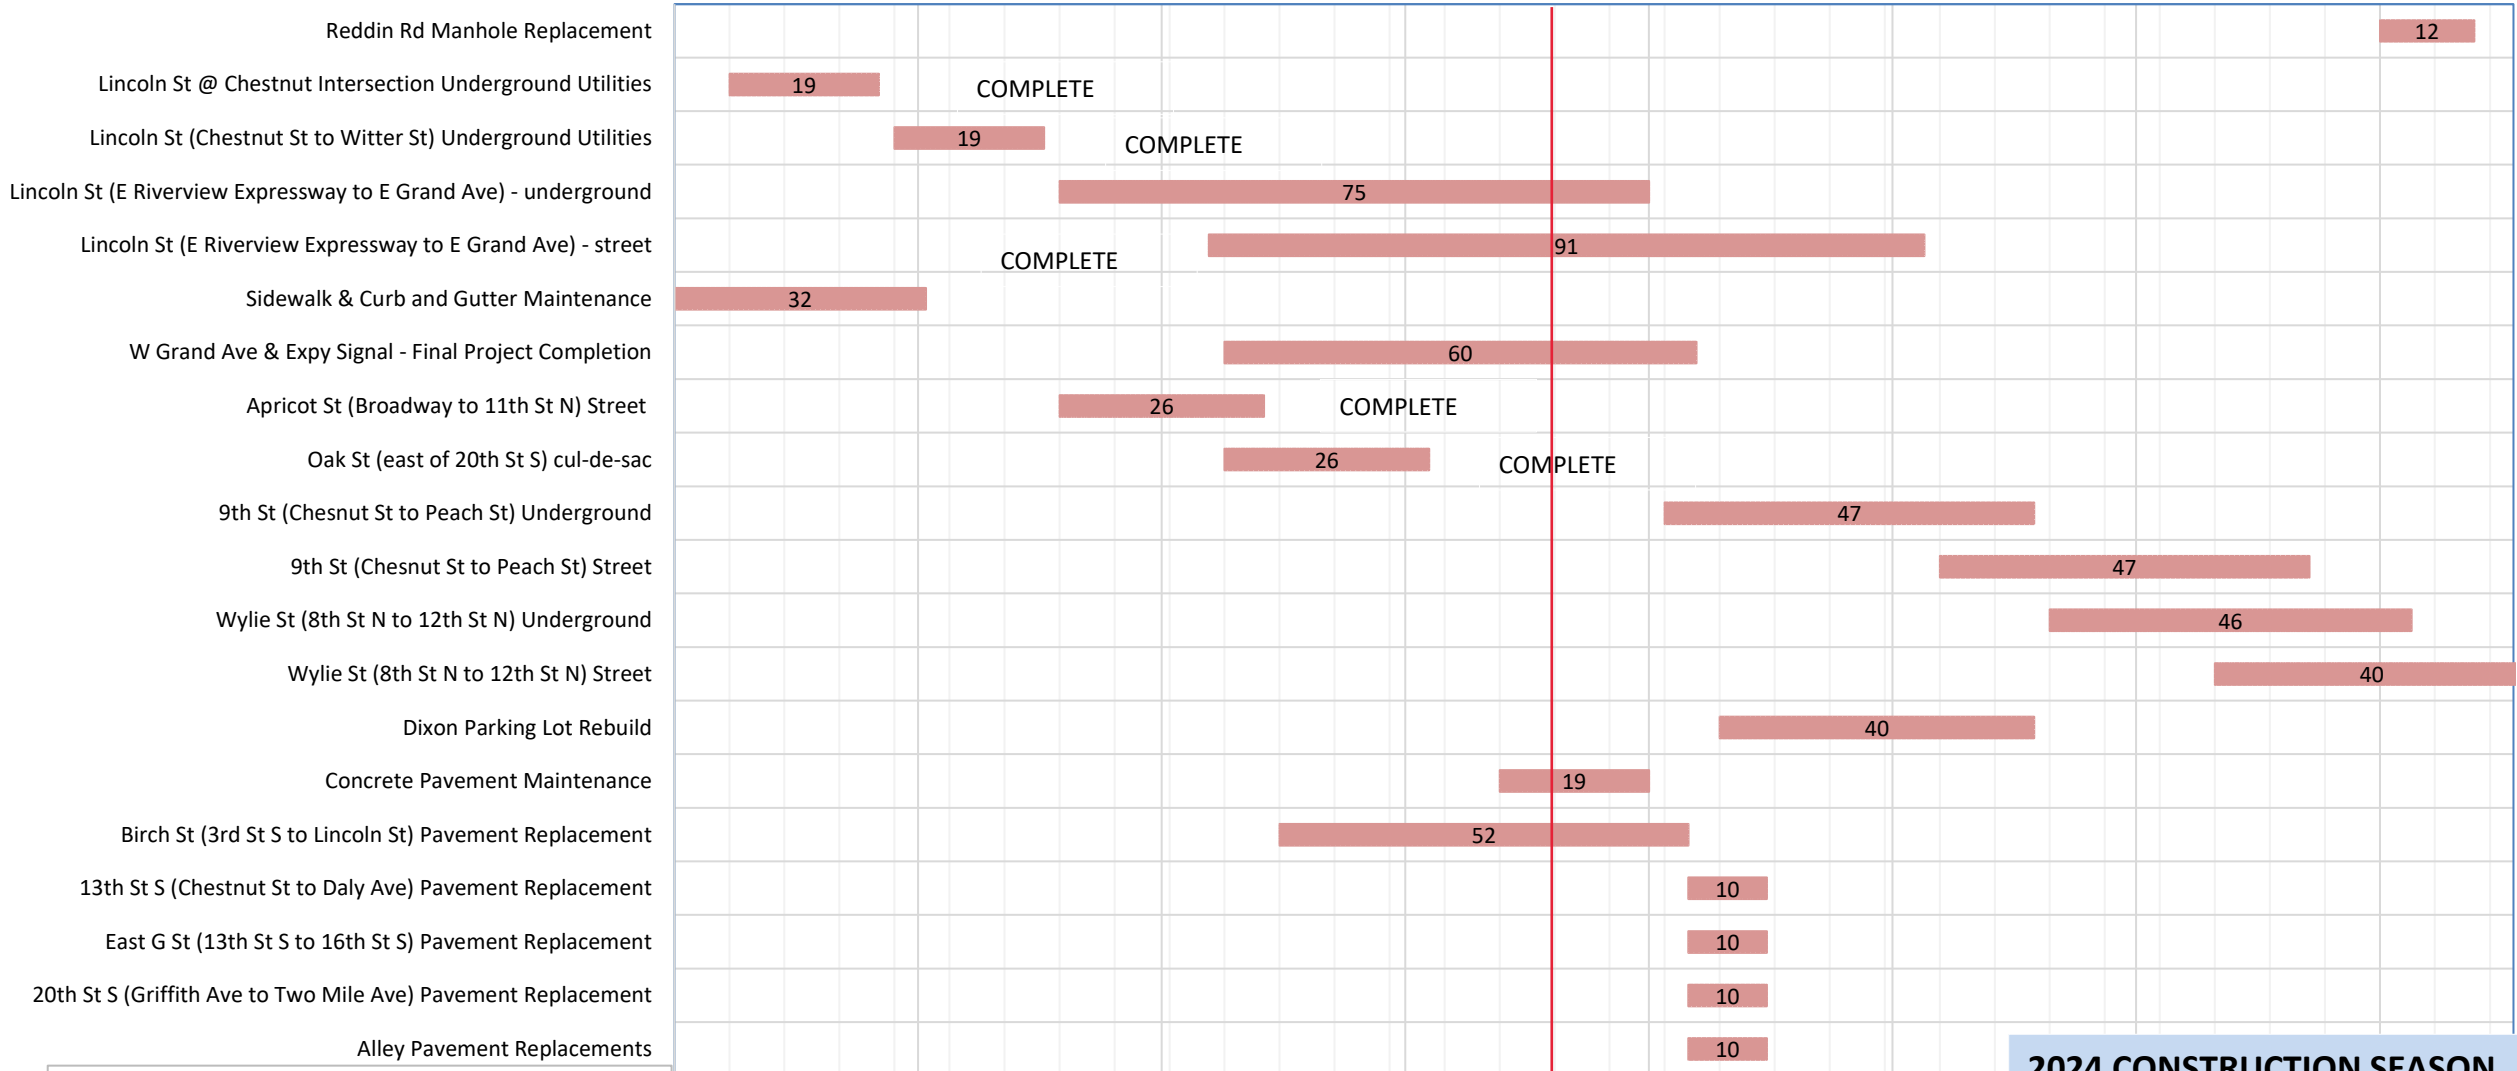 Reddin Rd Manhole Replacement 12
Lincoln St @ Chestnut Intersection Underground Utilities 19 COMPLETE
Lincoln St (Chestnut St to Witter St) Underground Utilities 19 COMPLETE
Lincoln St (E Riverview Expressway to E Grand Ave) - underground 75
Lincoln St (E Riverview Expressway to E Grand Ave) - street 91
COMPLETE
Sidewalk & Curb and Gutter Maintenance 32
W Grand Ave & Expy Signal - Final Project Completion 60
Apricot St (Broadway to 11th St N) Street 26 COMPLETE
Oak St (east of 20th St S) cul-de-sac 26 COMPLETE
9th St (Chesnut St to Peach St) Underground 47
9th St (Chesnut St to Peach St) Street 47
Wylie St (8th St N to 12th St N) Underground 46
Wylie St (8th St N to 12th St N) Street 40
Dixon Parking Lot Rebuild 40
Concrete Pavement Maintenance 19
Birch St (3rd St S to Lincoln St) Pavement Replacement 52
13th St S (Chestnut St to Daly Ave) Pavement Replacement 10
East G St (13th St S to 16th St S) Pavement Replacement 10
20th St S (Griffith Ave to Two Mile Ave) Pavement Replacement 10
Alley Pavement Replacements 10
2024 CONSTRUCTION SEASON